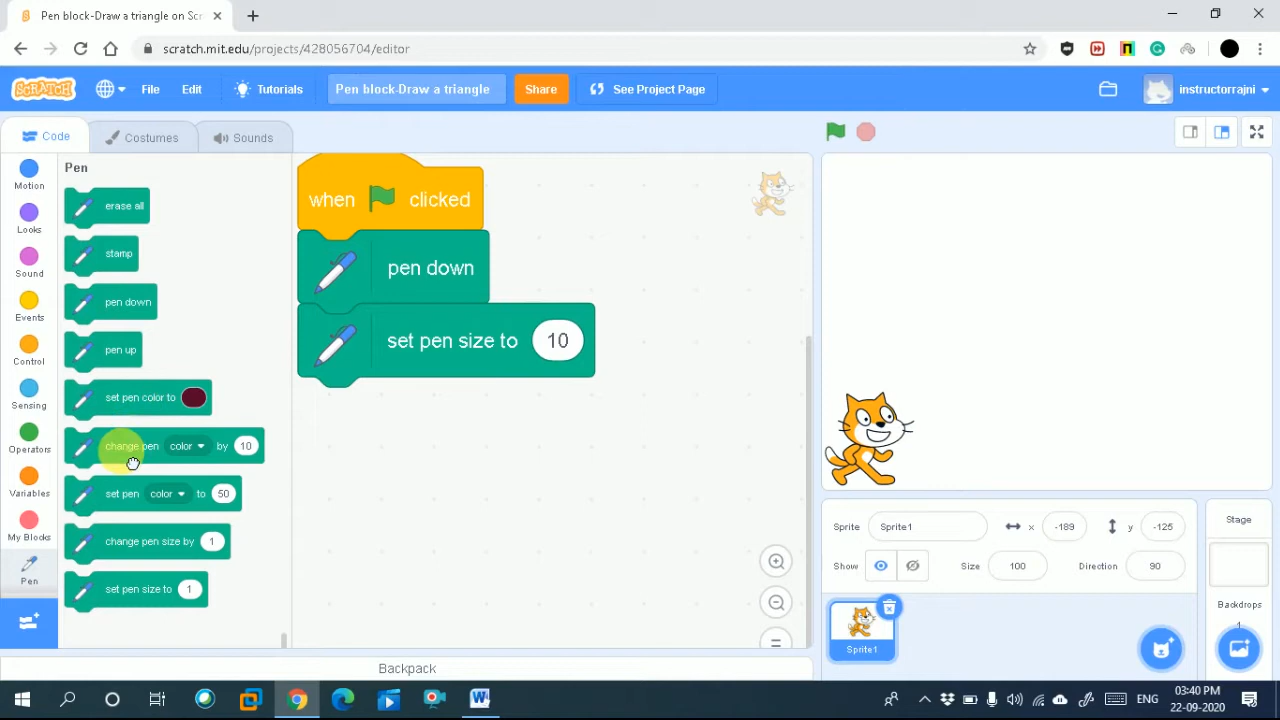 Pen block-Draw a triangle on Scr
scratch.mit.edu/projects/428056704/editor
SCRATCH File Edit Tutorials Pen block-Draw a triangle Share See Project Page instructorrajni
Code Costumes Sounds
Motion
Looks
Sound
Events
Control
Sensing
Operators
Variables
My Blocks
Pen
Pen
erase all
stamp
pen down
pen up
set pen color to
change pen color by 10
set pen color to 50
change pen size by 1
set pen size to 1
when clicked
pen down
set pen size to 10
Backpack
Sprite Sprite1 x -189 y -125
Show Size 100 Direction 90
Sprite1
Stage
Backdrops
1
ENG
03:40 PM
22-09-2020